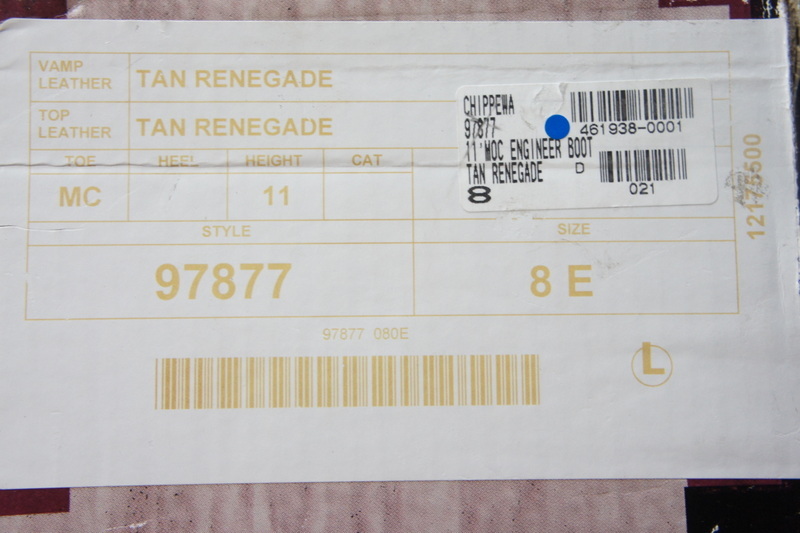 VAMP
LEATHER
TAN RENEGADE
TOP
LEATHER
TAN RENEGADE
TOE
HEEL
HEIGHT
CAT
MC
11
STYLE
SIZE
97877
8 E
97877 080E
L
CHIPPEWA
97877
461938-0001
11'MOC ENGINEER BOOT
TAN RENEGADE
D
8
021